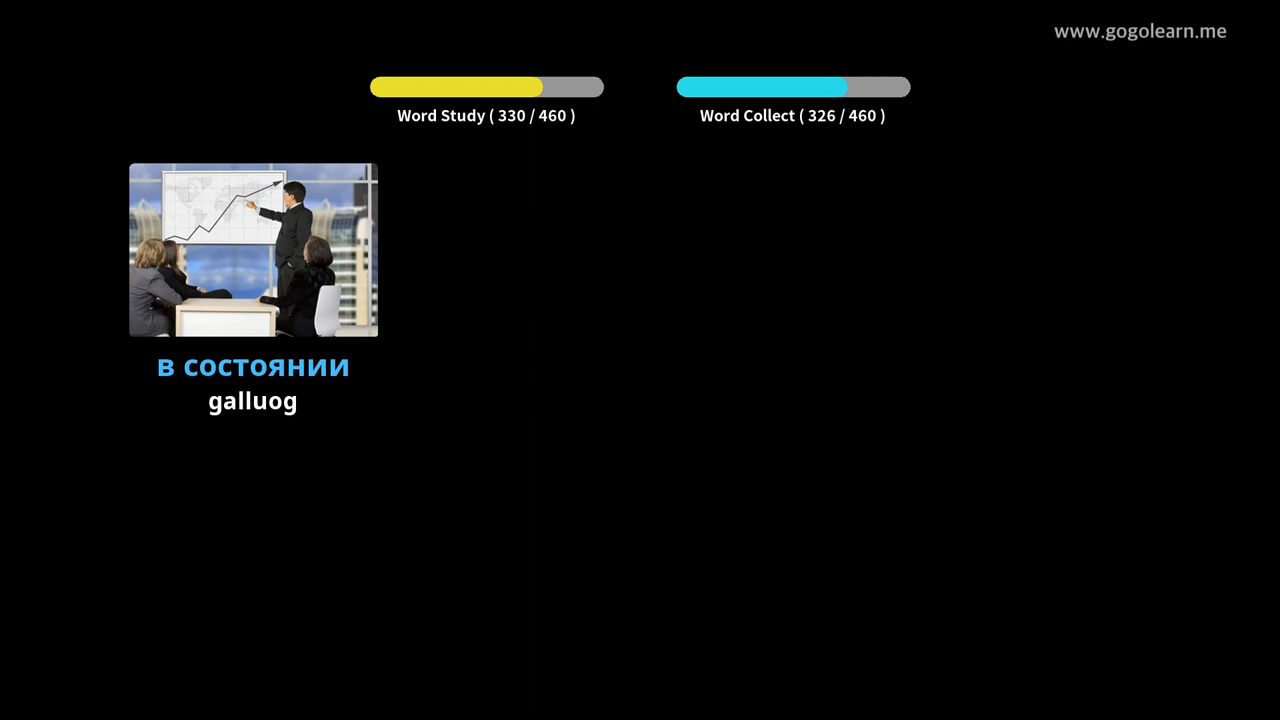 www.gogolearn.me
Word Study ( 330 / 460 )
Word Collect ( 326 / 460 )
в состоянии
galluog